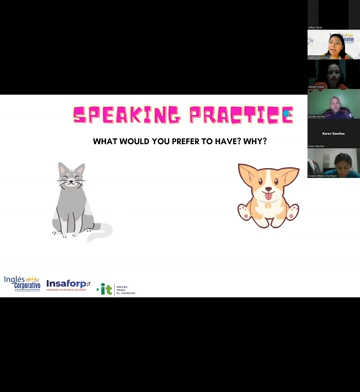 SPEAKING PRACTICE
WHAT WOULD YOU PREFER TO HAVE? WHY?
Inglés
Corporativo
Insaforp
it
INGLÉS
PARA
EL TRABAJO
Karen Sánchez